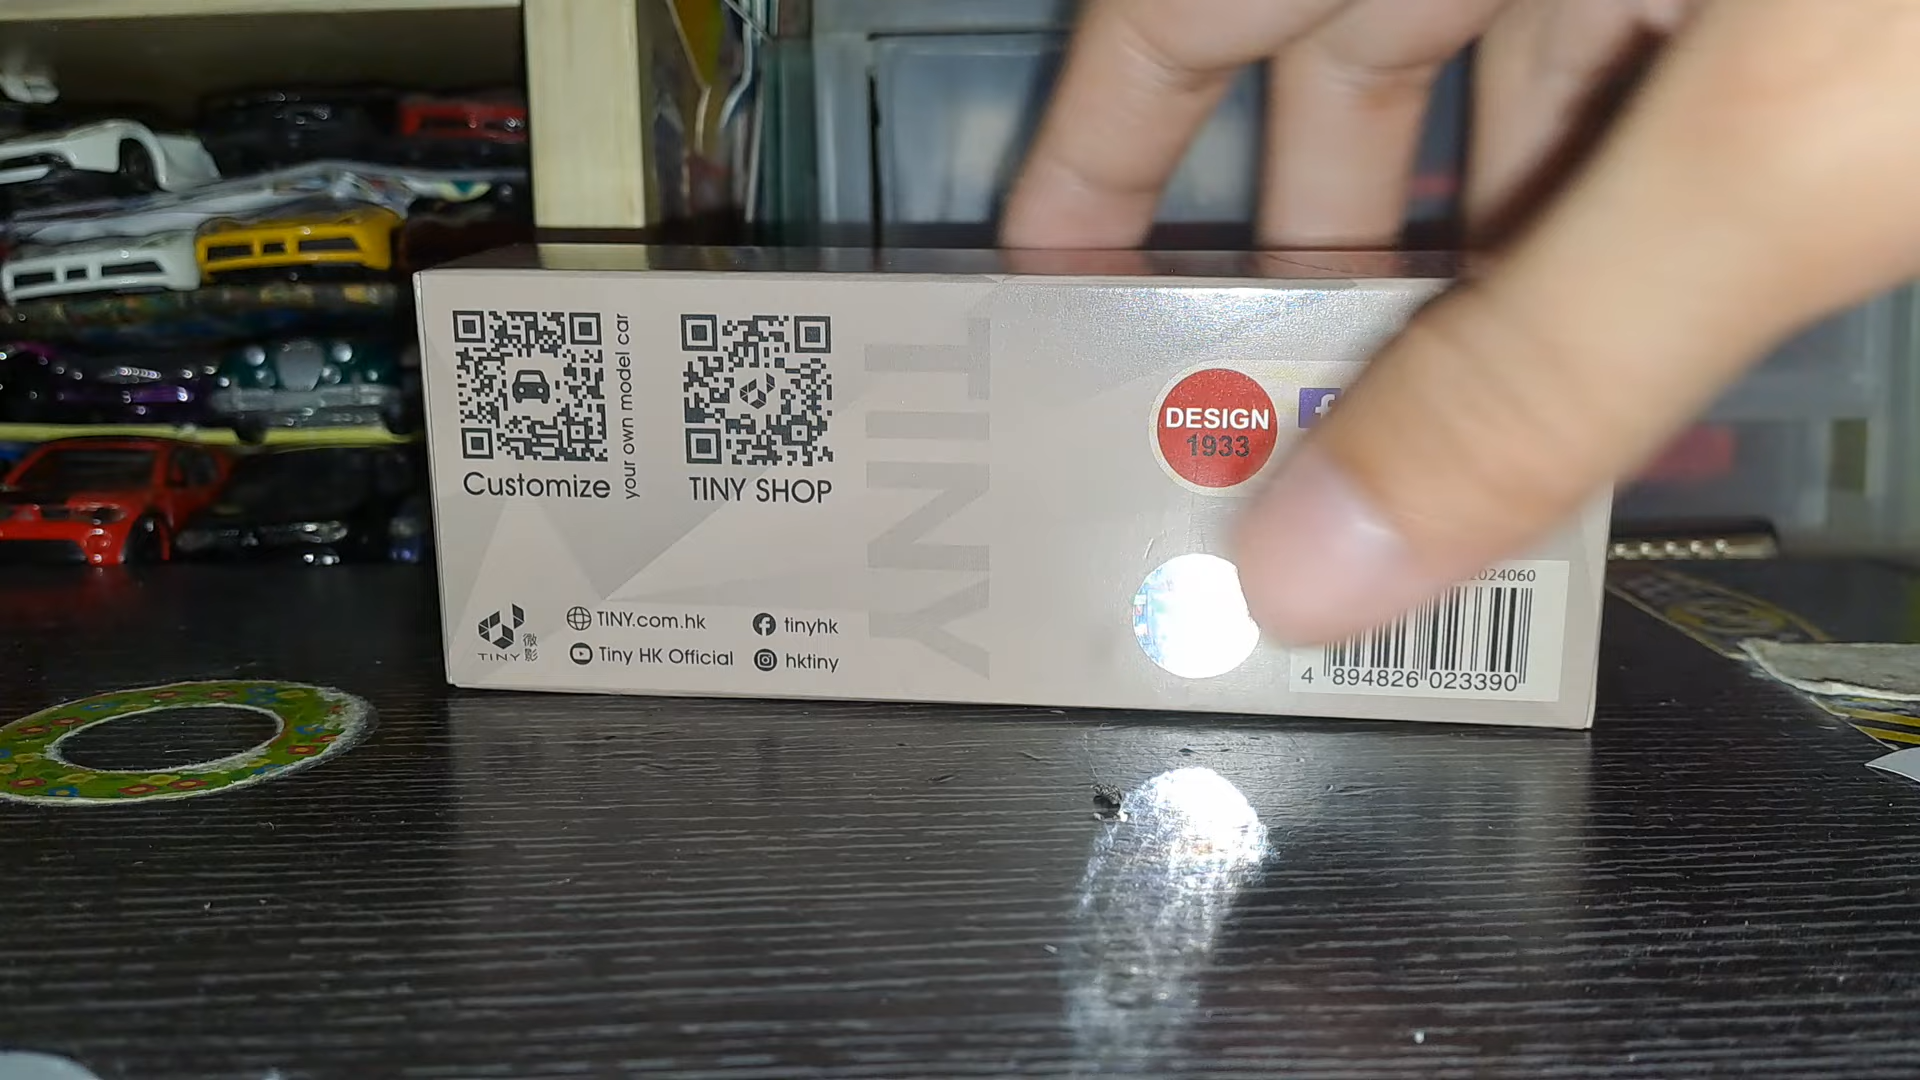 Customize
your own model car
TINY SHOP
TINY
微影
TINY.com.hk
Tiny HK Official
tinyhk
hktiny
TINY
DESIGN
1933
2024060
4 894826 023390